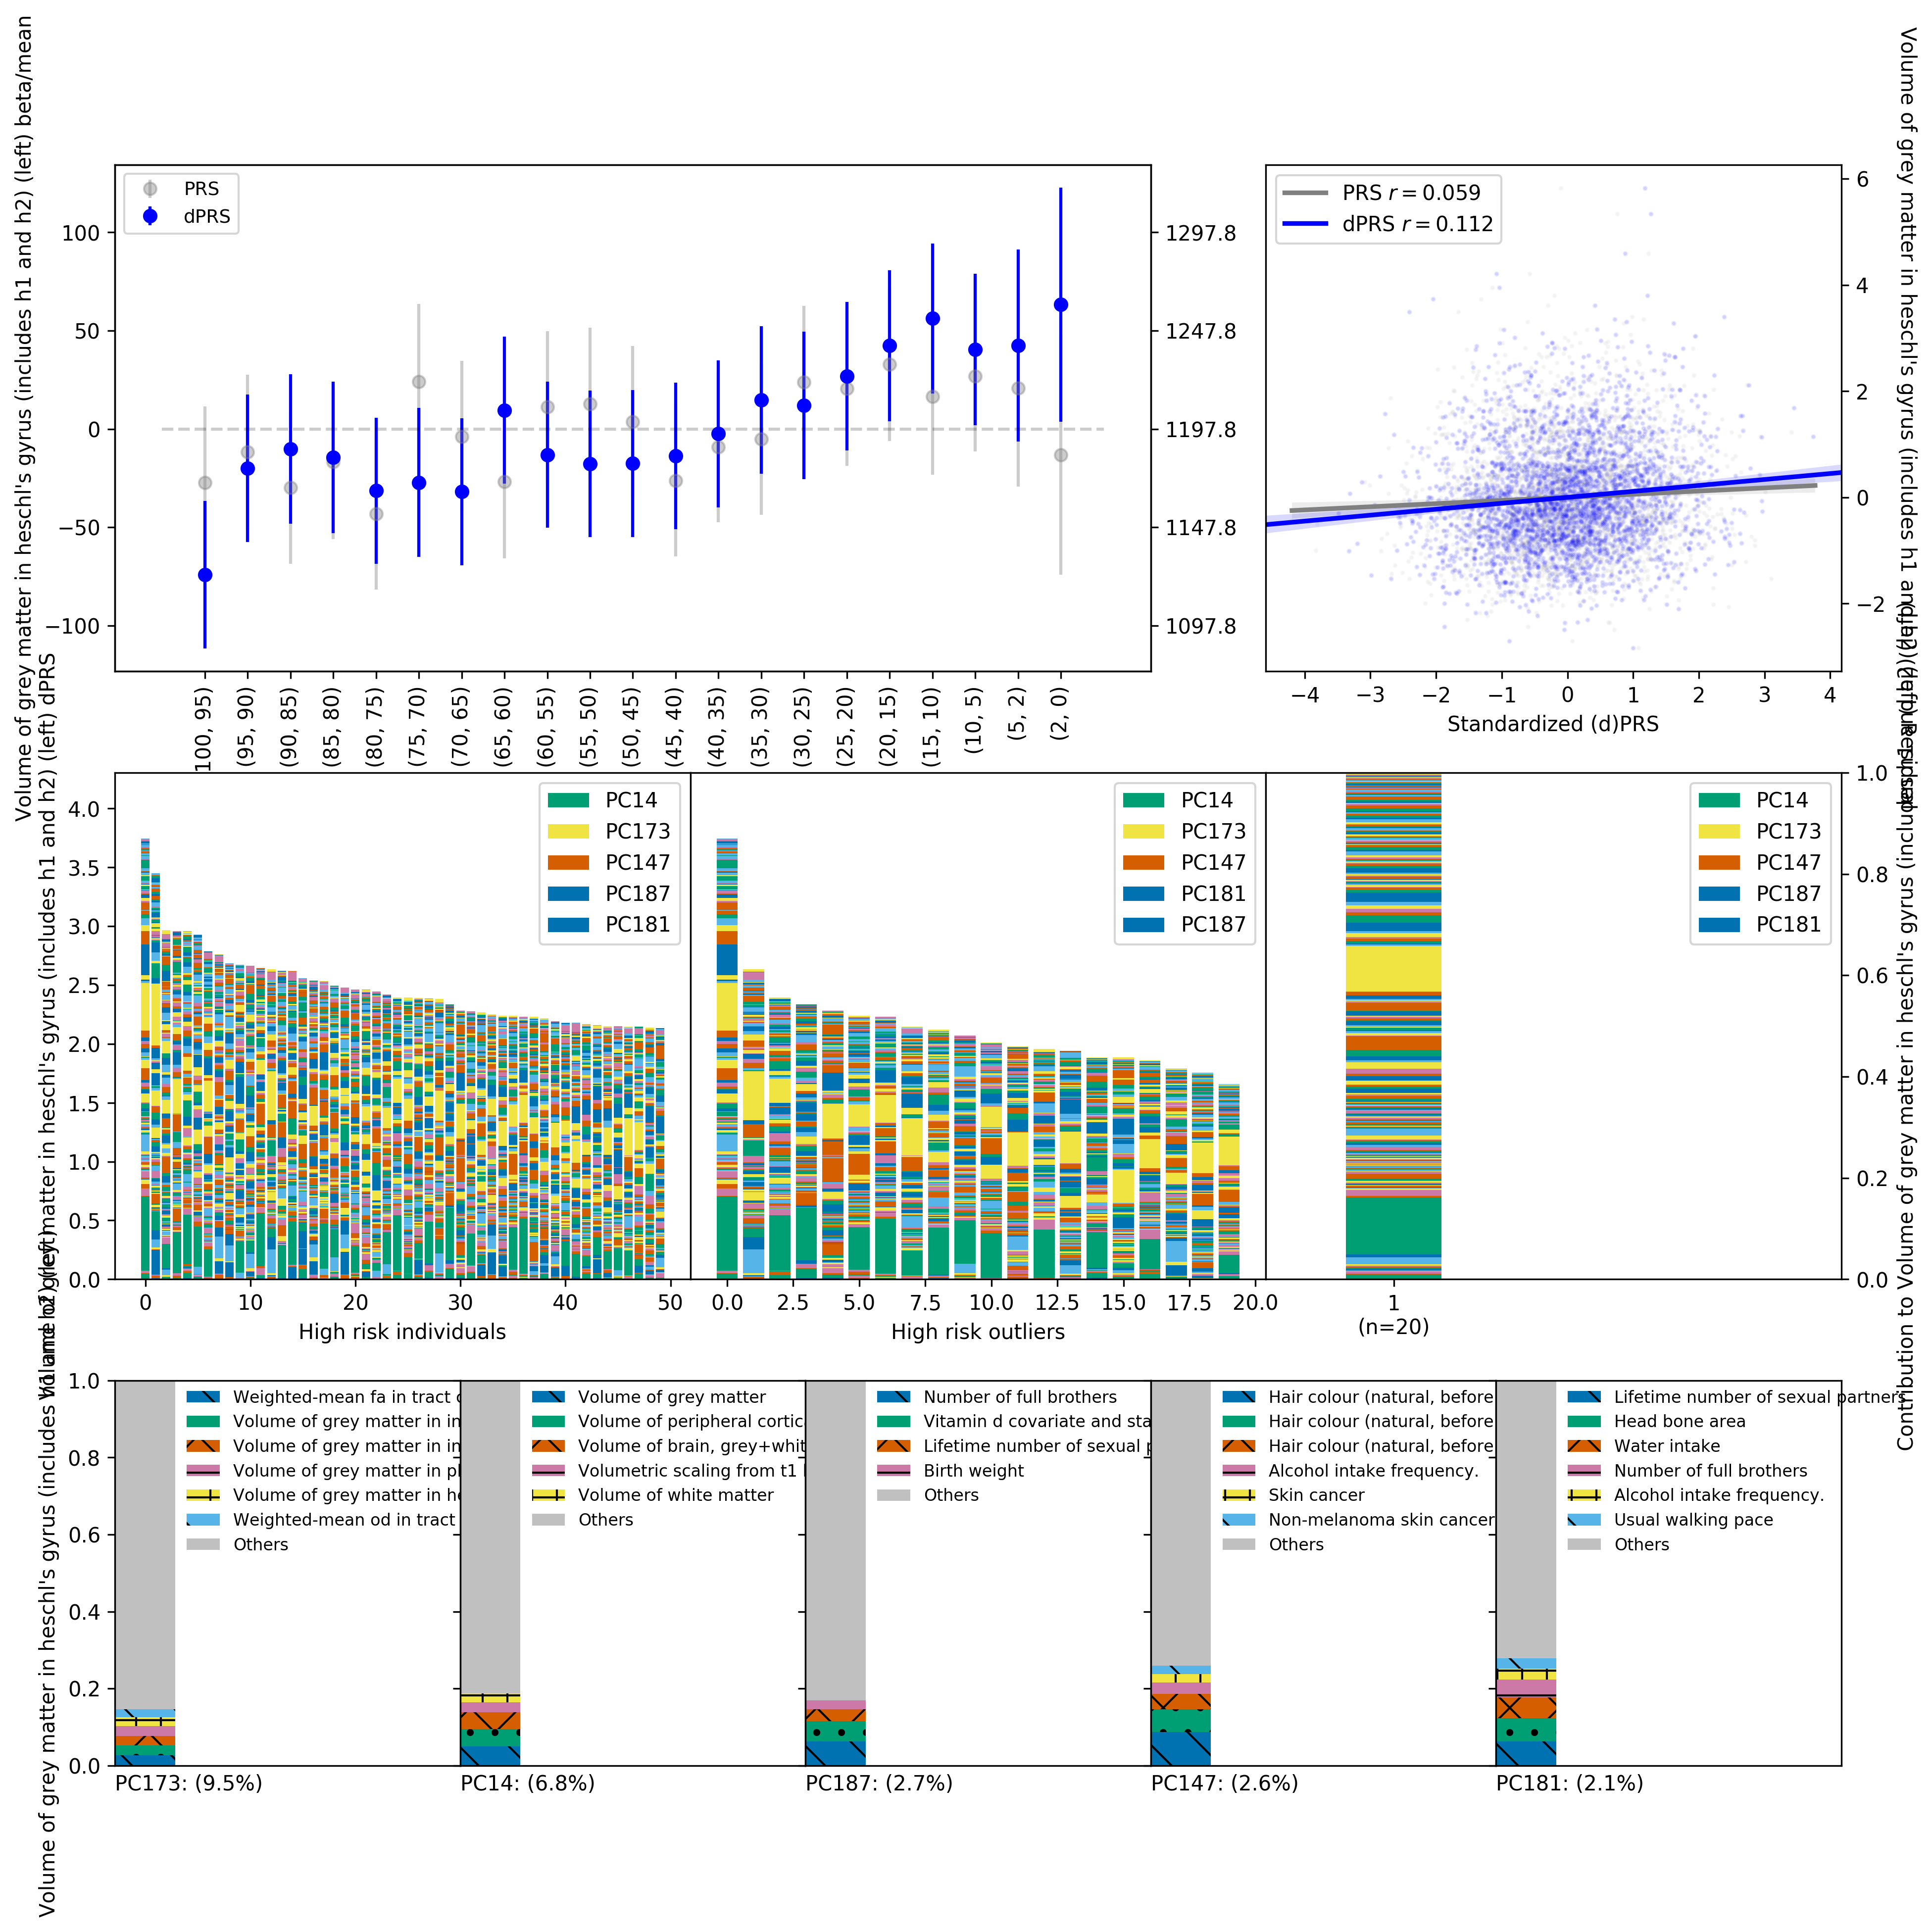 Volume of grey matter in heschl's gyrus (includes h1 and h2) (left) beta/mean
PRS
dPRS
100
50
0
−50
−100
1297.8
1247.8
1197.8
1147.8
1097.8
100, 95)
(95, 90)
(90, 85)
(85, 80)
(80, 75)
(75, 70)
(70, 65)
(65, 60)
(60, 55)
(55, 50)
(50, 45)
(45, 40)
(40, 35)
(35, 30)
(30, 25)
(25, 20)
(20, 15)
(15, 10)
(10, 5)
(5, 2)
(2, 0)
PRS r = 0.059
dPRS r = 0.112
6
4
2
0
−2
−4
−3
−2
−1
0
1
2
3
4
Standardized (d)PRS
Volume of grey matter in heschl's gyrus (includes h1 and h2) (left)
matter in heschl's gyrus (includes h1 and h2) (left) dPRS
4.0
3.5
3.0
2.5
2.0
1.5
1.0
0.5
0.0
PC14
PC173
PC147
PC187
PC181
0
10
20
30
40
50
High risk individuals
PC14
PC173
PC147
PC181
PC187
0.0
2.5
5.0
7.5
10.0
12.5
15.0
17.5
20.0
High risk outliers
PC14
PC173
PC147
PC187
PC181
1
(n=20)
1.0
0.8
0.6
0.4
0.2
0.0
Contribution to Volume of grey matter in heschl's gyrus (includes h1 and
Volume of grey matter in heschl's gyrus (includes h1 and h2) (left)
1.0
0.8
0.6
0.4
0.2
0.0
Weighted-mean fa in tract
Volume of grey matter in in
Volume of grey matter in in
Volume of grey matter in
Volume of grey matter in he
Weighted-mean od in tract
Others
PC173: (9.5%)
Volume of grey matter
Volume of peripheral cortic
Volume of brain, grey+whit
Volumetric scaling from t1
Volume of white matter
Others
PC14: (6.8%)
Number of full brothers
Vitamin d covariate and sta
Lifetime number of sexual p
Birth weight
Others
PC187: (2.7%)
Hair colour (natural, before
Hair colour (natural, before
Hair colour (natural, before
Alcohol intake frequency.
Skin cancer
Non-melanoma skin cancer
Others
PC147: (2.6%)
Lifetime number of sexual partners
Head bone area
Water intake
Number of full brothers
Alcohol intake frequency.
Usual walking pace
Others
PC181: (2.1%)